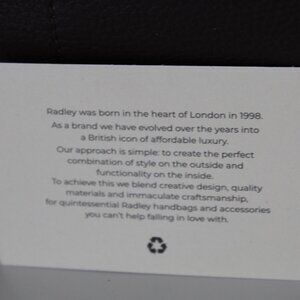 Radley was born in the heart of London in 1998.
As a brand we have evolved over the years into
a British icon of affordable luxury.
Our approach is simple: to create the perfect
combination of style on the outside and
functionality on the inside.
To achieve this we blend creative design, quality
materials and immaculate craftsmanship,
for quintessential Radley handbags and accessories
you can't help falling in love with.